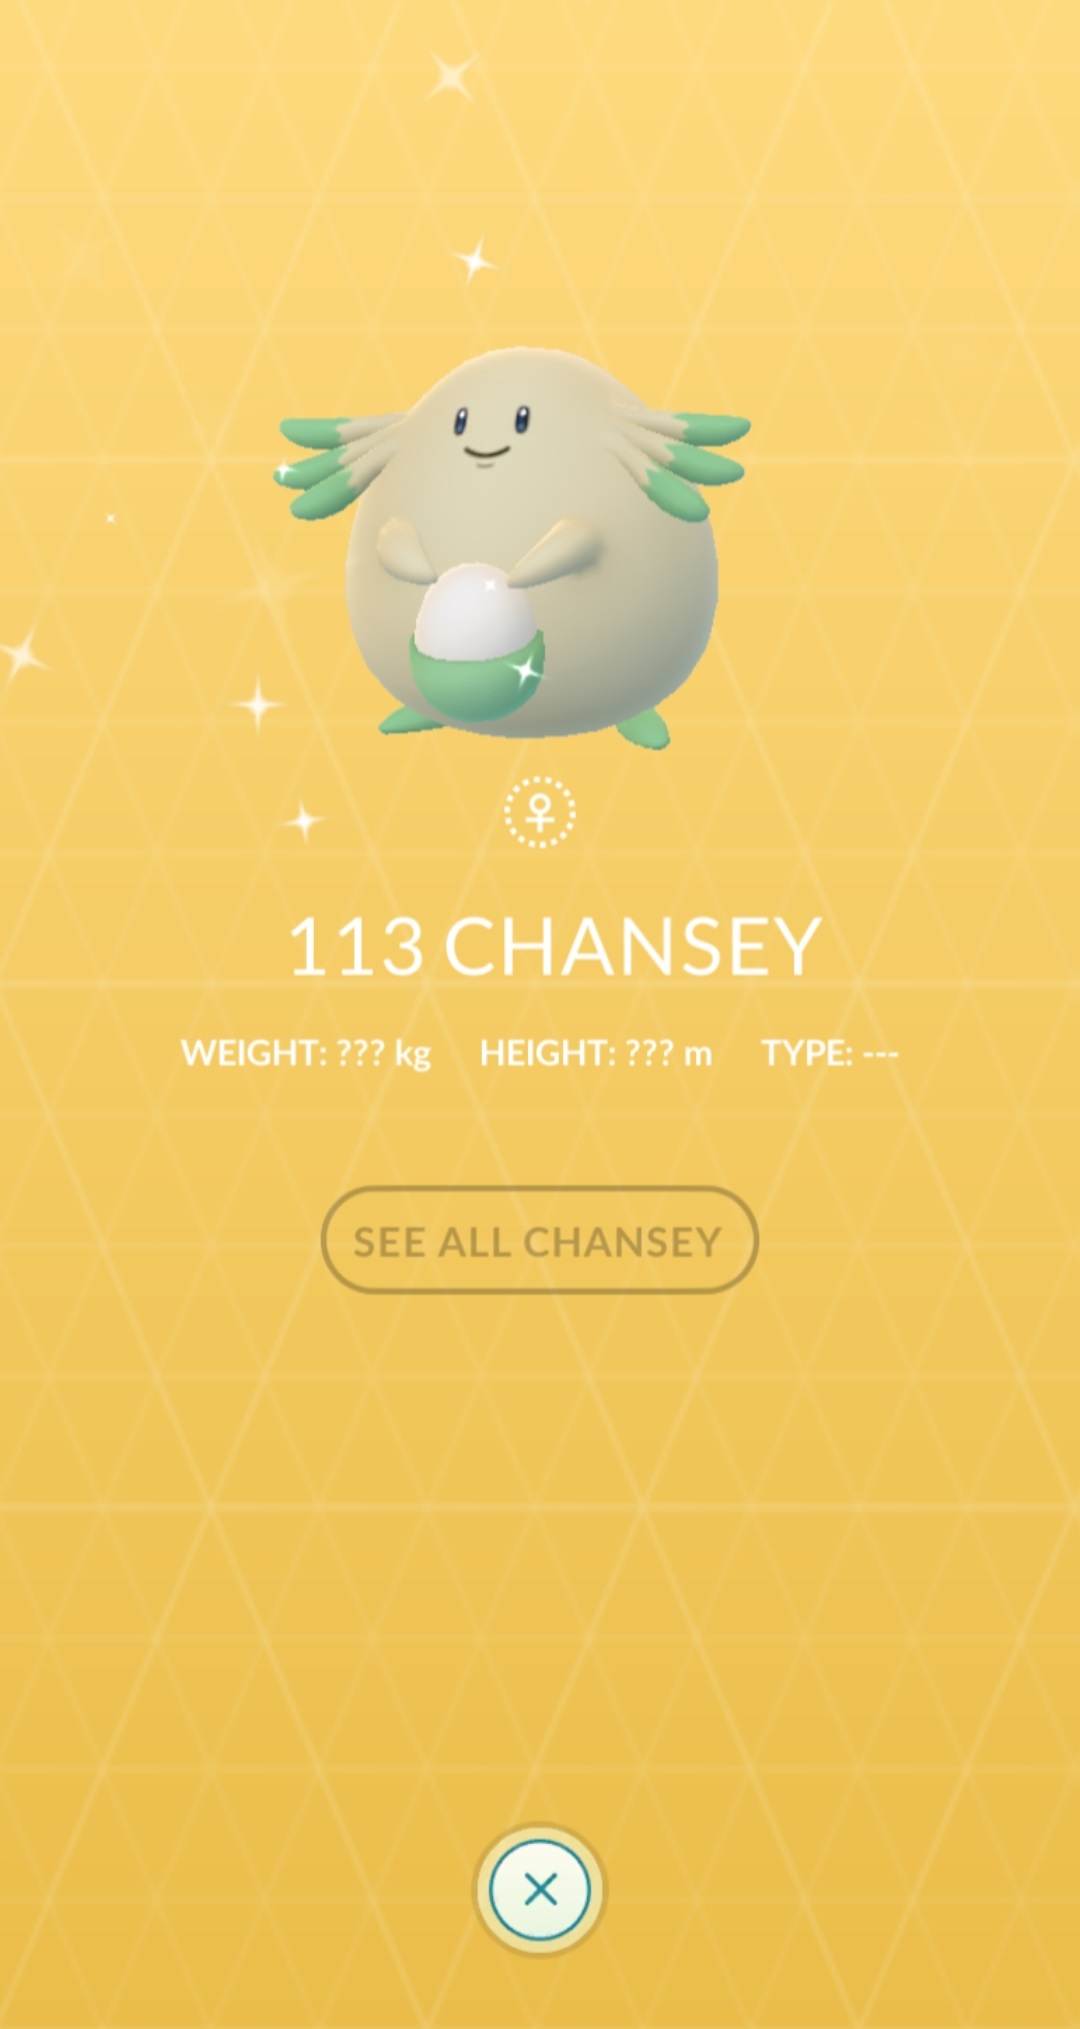 113 CHANSEY
WEIGHT: ??? kg HEIGHT: ??? m TYPE: ---
SEE ALL CHANSEY